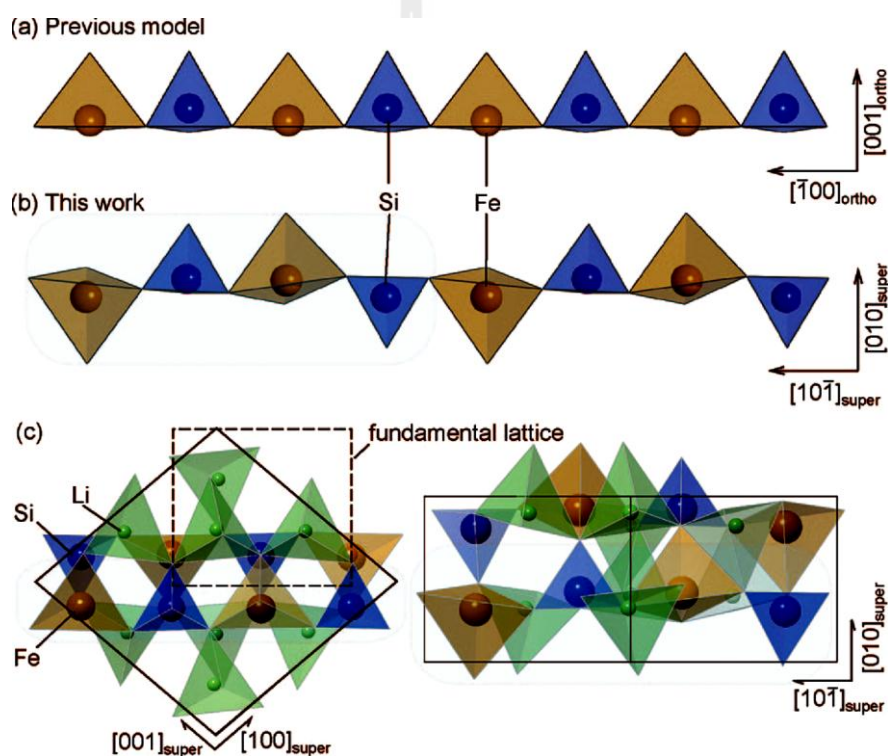 (a) Previous model
[001]ortho
[1̄00]ortho
Si
Fe
(b) This work
[010]super
[101̄]super
(c)
fundamental lattice
Li
Si
Fe
[001]super
[100]super
[010]super
[101̄]super